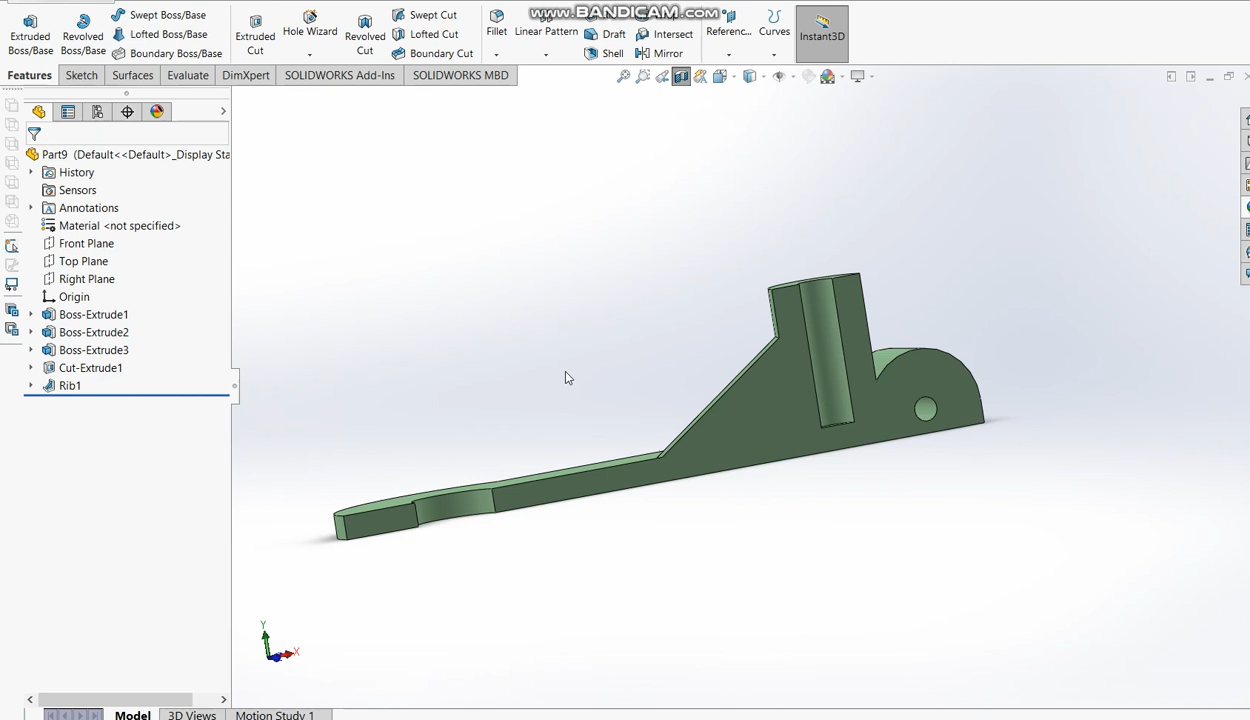 www.BANDICAM.com
Extruded Boss/Base
Revolved Boss/Base
Swept Boss/Base
Lofted Boss/Base
Boundary Boss/Base
Extruded Cut
Hole Wizard
Revolved Cut
Swept Cut
Lofted Cut
Boundary Cut
Fillet
Linear Pattern
Draft
Shell
Intersect
Mirror
Referenc...
Curves
Instant3D
Features
Sketch
Surfaces
Evaluate
DimXpert
SOLIDWORKS Add-Ins
SOLIDWORKS MBD
Part9 (Default<<Default>_Display Sta
History
Sensors
Annotations
Material <not specified>
Front Plane
Top Plane
Right Plane
Origin
Boss-Extrude1
Boss-Extrude2
Boss-Extrude3
Cut-Extrude1
Rib1
Y
X
Model
3D Views
Motion Study 1